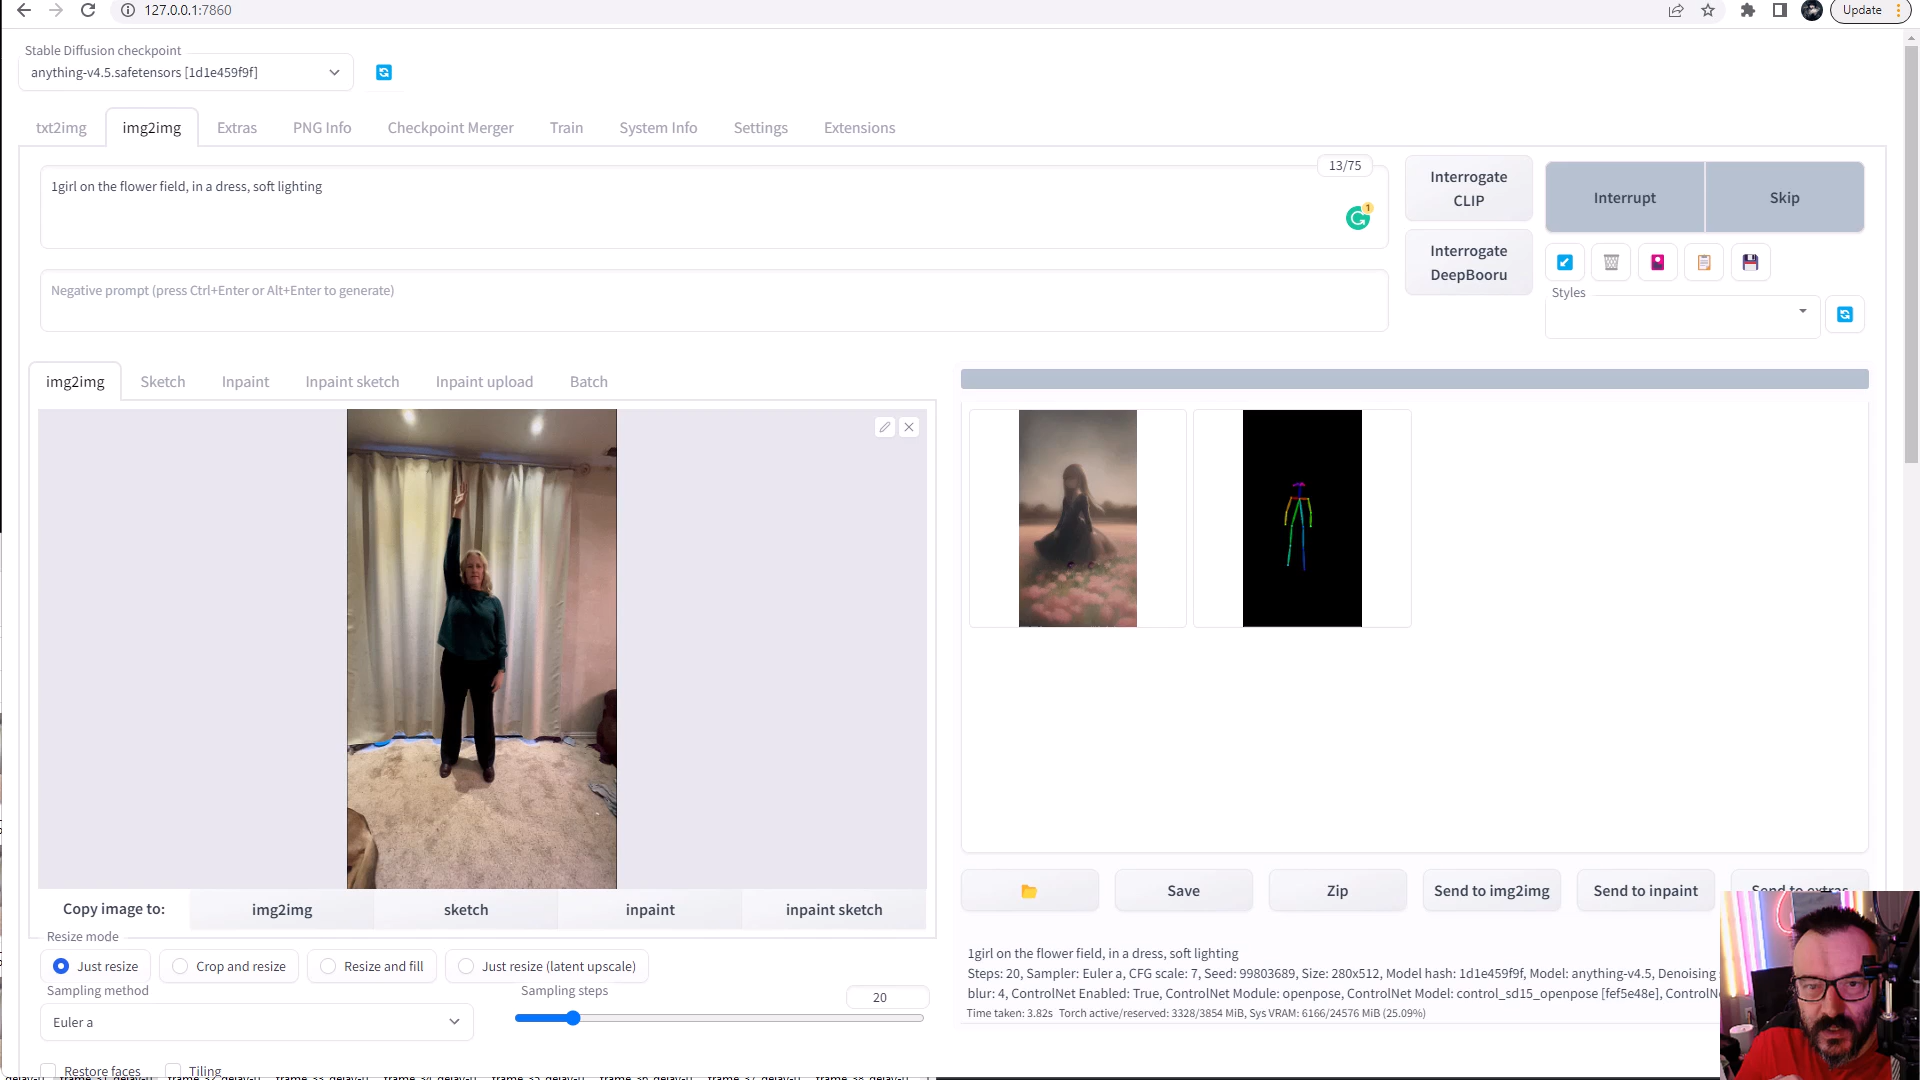 127.0.0.1:7860
Update
Stable Diffusion checkpoint
anything-v4.5.safetensors [1d1e459f9f]
txt2img
img2img
Extras
PNG Info
Checkpoint Merger
Train
System Info
Settings
Extensions
13/75
1girl on the flower field, in a dress, soft lighting
1
Interrogate
CLIP
Interrupt
Skip
Negative prompt (press Ctrl+Enter or Alt+Enter to generate)
Interrogate
DeepBooru
Styles
img2img
Sketch
Inpaint
Inpaint sketch
Inpaint upload
Batch
Copy image to:
img2img
sketch
inpaint
inpaint sketch
Save
Zip
Send to img2img
Send to inpaint
Send to extras
Resize mode
Just resize
Crop and resize
Resize and fill
Just resize (latent upscale)
Sampling method
Euler a
Sampling steps
20
1girl on the flower field, in a dress, soft lighting
Steps: 20, Sampler: Euler a, CFG scale: 7, Seed: 99803689, Size: 280x512, Model hash: 1d1e459f9f, Model: anything-v4.5, Denoising
blur: 4, ControlNet Enabled: True, ControlNet Module: openpose, ControlNet Model: control_sd15_openpose [fef5e48e],
Time taken: 3.82s Torch active/reserved: 3328/3854 MiB, Sys VRAM: 6166/24576 MiB (25.09%)
Restore faces
Tiling